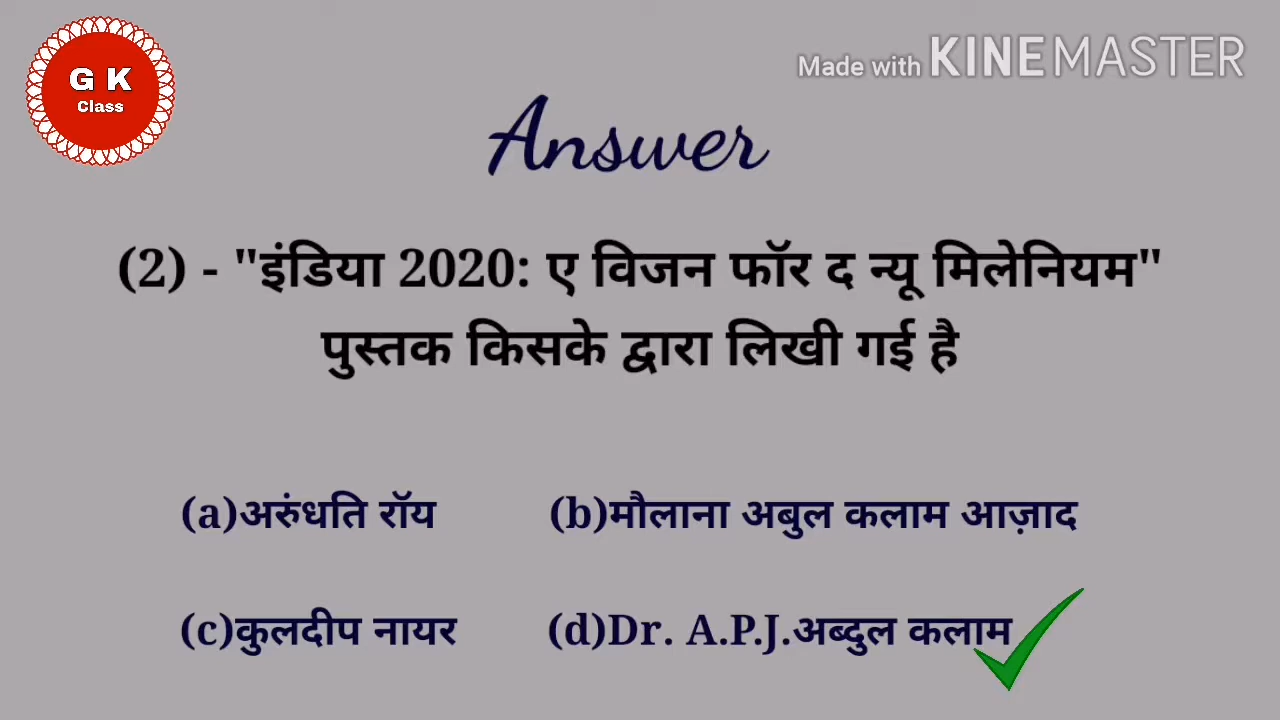 G K
Class
Made with KINEMASTER
Answer
(2) - "इंडिया 2020: ए विजन फॉर द न्यू मिलेनियम"
पुस्तक किसके द्वारा लिखी गई है
(a)अरुंधति रॉय (b)मौलाना अबुल कलाम आज़ाद
(c)कुलदीप नायर (d)Dr. A.P.J.अब्दुल कलाम